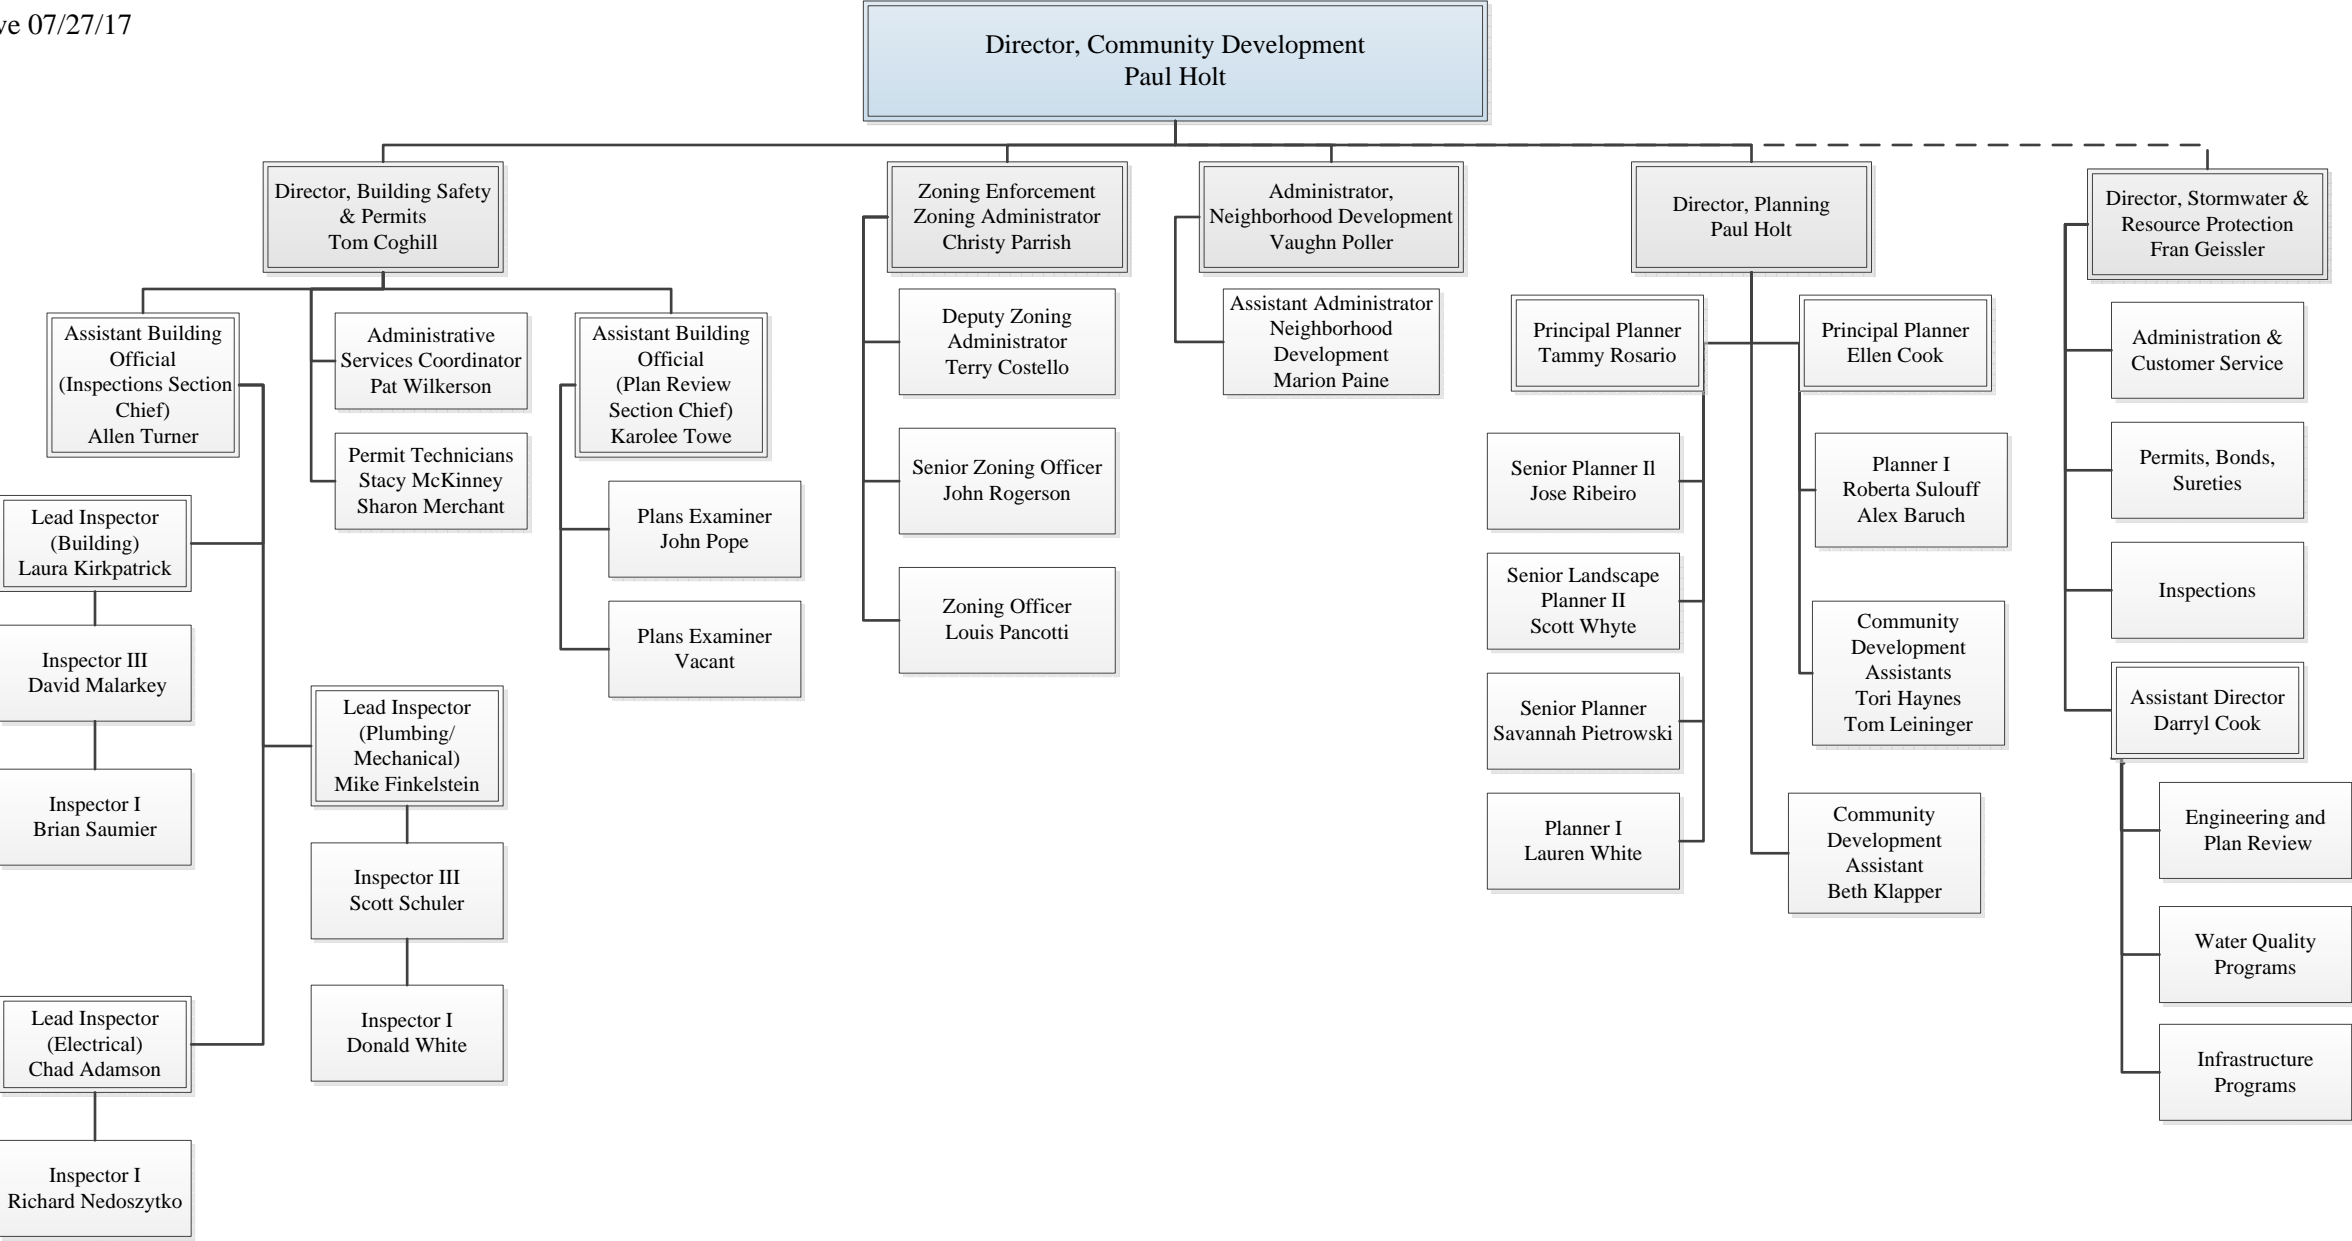 07/27/17
Director, Community Development
Paul Holt
Director, Building Safety
& Permits
Tom Coghill
Zoning Enforcement
Zoning Administrator
Christy Parrish
Administrator,
Neighborhood Development
Vaughn Poller
Director, Planning
Paul Holt
Director, Stormwater &
Resource Protection
Fran Geissler
Assistant Building
Official
(Inspections Section
Chief)
Allen Turner
Administrative
Services Coordinator
Pat Wilkerson
Permit Technicians
Stacy McKinney
Sharon Merchant
Assistant Building
Official
(Plan Review
Section Chief)
Karolee Towe
Plans Examiner
John Pope
Plans Examiner
Vacant
Lead Inspector
(Building)
Laura Kirkpatrick
Inspector III
David Malarkey
Inspector I
Brian Saumier
Lead Inspector
(Plumbing/
Mechanical)
Mike Finkelstein
Inspector III
Scott Schuler
Inspector I
Donald White
Lead Inspector
(Electrical)
Chad Adamson
Inspector I
Richard Nedoszytko
Deputy Zoning
Administrator
Terry Costello
Senior Zoning Officer
John Rogerson
Zoning Officer
Louis Pancotti
Assistant Administrator
Neighborhood
Development
Marion Paine
Principal Planner
Tammy Rosario
Senior Planner Il
Jose Ribeiro
Senior Landscape
Planner II
Scott Whyte
Senior Planner
Savannah Pietrowski
Planner I
Lauren White
Principal Planner
Ellen Cook
Planner I
Roberta Sulouff
Alex Baruch
Community
Development
Assistants
Tori Haynes
Tom Leininger
Community
Development
Assistant
Beth Klapper
Administration &
Customer Service
Permits, Bonds,
Sureties
Inspections
Assistant Director
Darryl Cook
Engineering and
Plan Review
Water Quality
Programs
Infrastructure
Programs